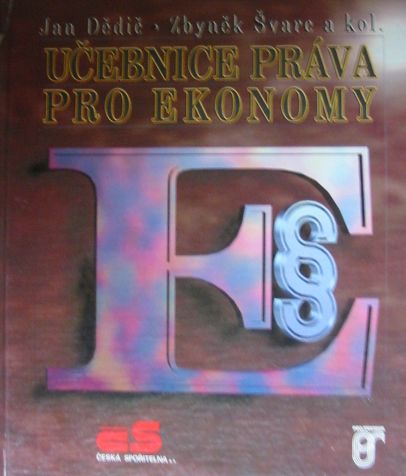 Jan Dědič • Zbyněk Švarc a kol.
UČEBNICE PRÁVA
PRO EKONOMY
E§
ČS
ČESKÁ SPOŘITELNA a.s.